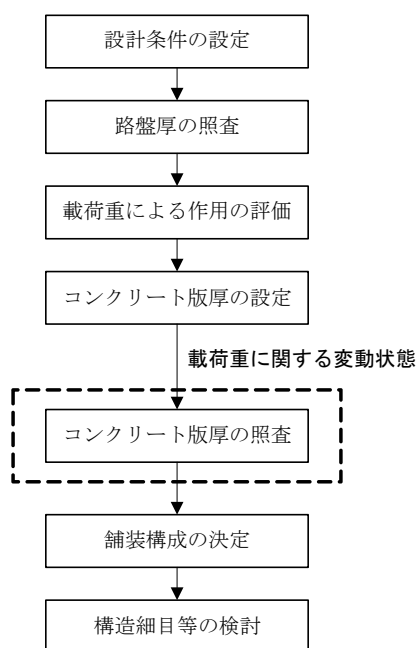 設計条件の設定
路盤厚の照査
載荷重による作用の評価
コンクリート版厚の設定
載荷重に関する変動状態
コンクリート版厚の照査
舗装構成の決定
構造細目等の検討